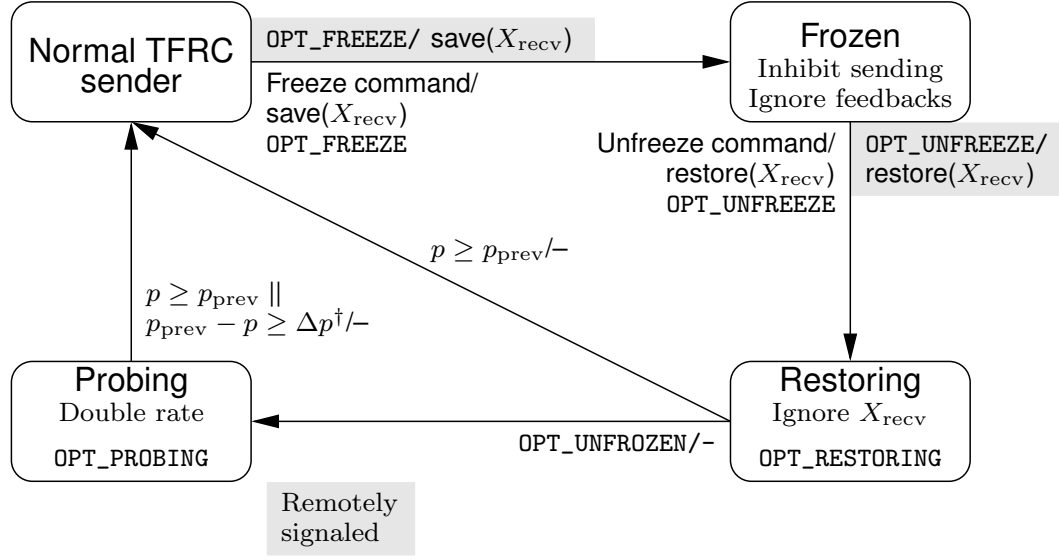 Normal TFRC
sender
OPT_FREEZE/ save(X_recv)
Freeze command/
save(X_recv)
OPT_FREEZE
Frozen
Inhibit sending
Ignore feedbacks
Unfreeze command/
restore(X_recv)
OPT_UNFREEZE
OPT_UNFREEZE/
restore(X_recv)
p ≥ p_prev/–
p ≥ p_prev ||
p_prev − p ≥ Δp†/–
Probing
Double rate
OPT_PROBING
OPT_UNFROZEN/-
Restoring
Ignore X_recv
OPT_RESTORING
Remotely
signaled